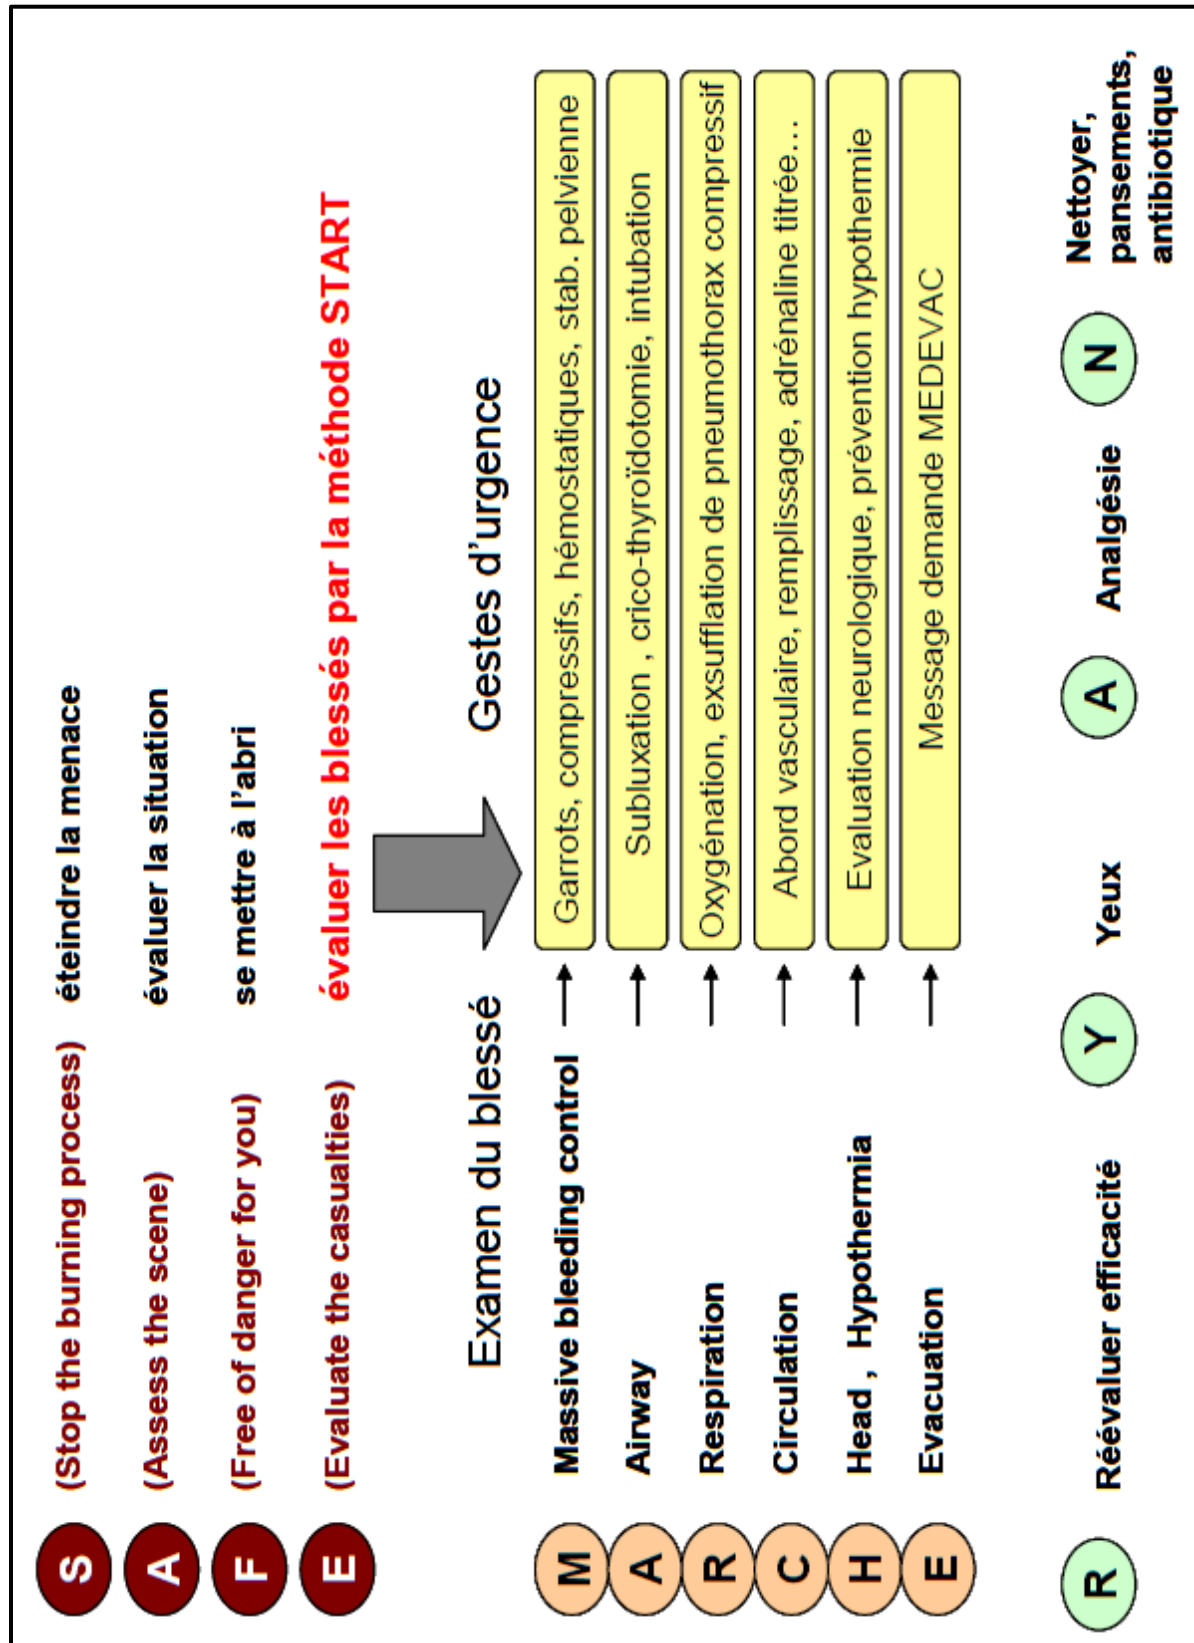 S (Stop the burning process) éteindre la menace
A (Assess the scene) évaluer la situation
F (Free of danger for you) se mettre à l'abri
E (Evaluate the casualties) évaluer les blessés par la méthode START
Examen du blessé Gestes d'urgence
M Massive bleeding control Garrots, compressifs, hémostatiques, stab. pelvienne
A Airway Subluxation , crico-thyroïdotomie, intubation
R Respiration Oxygénation, exsufflation de pneumothorax compressif
C Circulation Abord vasculaire, remplissage, adrénaline titrée...
H Head , Hypothermia Evaluation neurologique, prévention hypothermie
E Evacuation Message demande MEDEVAC
R Réévaluer efficacité Y Yeux A Analgésie N Nettoyer,
pansements,
antibiotique